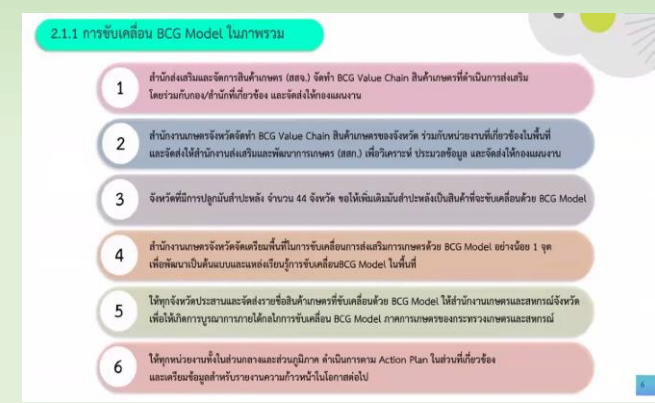 2.1.1 การขับเคลื่อน BCG Model ในภาพรวม
1
สำนักส่งเสริมและจัดการสินค้าเกษตร (สสจ.) จัดทำ BCG Value Chain สินค้าเกษตรที่ดำเนินการส่งเสริม
โดยร่วมกับกอง/สำนักที่เกี่ยวข้อง และจัดส่งให้กองแผนงาน
2
สำนักงานเกษตรจังหวัดจัดทำ BCG Value Chain สินค้าเกษตรของจังหวัด ร่วมกับหน่วยงานที่เกี่ยวข้องในพื้นที่
และจัดส่งให้สำนักงานส่งเสริมและพัฒนาการเกษตร (สสก.) เพื่อวิเคราะห์ ประมวลข้อมูล และจัดส่งให้กองแผนงาน
3
จังหวัดที่มีการปลูกมันสำปะหลัง จำนวน 44 จังหวัด ขอให้เพิ่มเติมมันสำปะหลังเป็นสินค้าที่จะขับเคลื่อนด้วย BCG Model
4
สำนักงานเกษตรจังหวัดจัดเตรียมพื้นที่ในการขับเคลื่อนการส่งเสริมการเกษตรด้วย BCG Model อย่างน้อย 1 จุด
เพื่อพัฒนาเป็นต้นแบบและแหล่งเรียนรู้การขับเคลื่อนBCG Model ในพื้นที่
5
ให้ทุกจังหวัดประสานและจัดส่งรายชื่อสินค้าเกษตรที่ขับเคลื่อนด้วย BCG Model ให้สำนักงานเกษตรและสหกรณ์จังหวัด
เพื่อให้เกิดการบูรณาการภายใต้กลไกการขับเคลื่อน BCG Model ภาคการเกษตรของกระทรวงเกษตรและสหกรณ์
6
ให้ทุกหน่วยงานทั้งในส่วนกลางและส่วนภูมิภาค ดำเนินการตาม Action Plan ในส่วนที่เกี่ยวข้อง
และเตรียมข้อมูลสำหรับรายงานความก้าวหน้าในโอกาสต่อไป
6